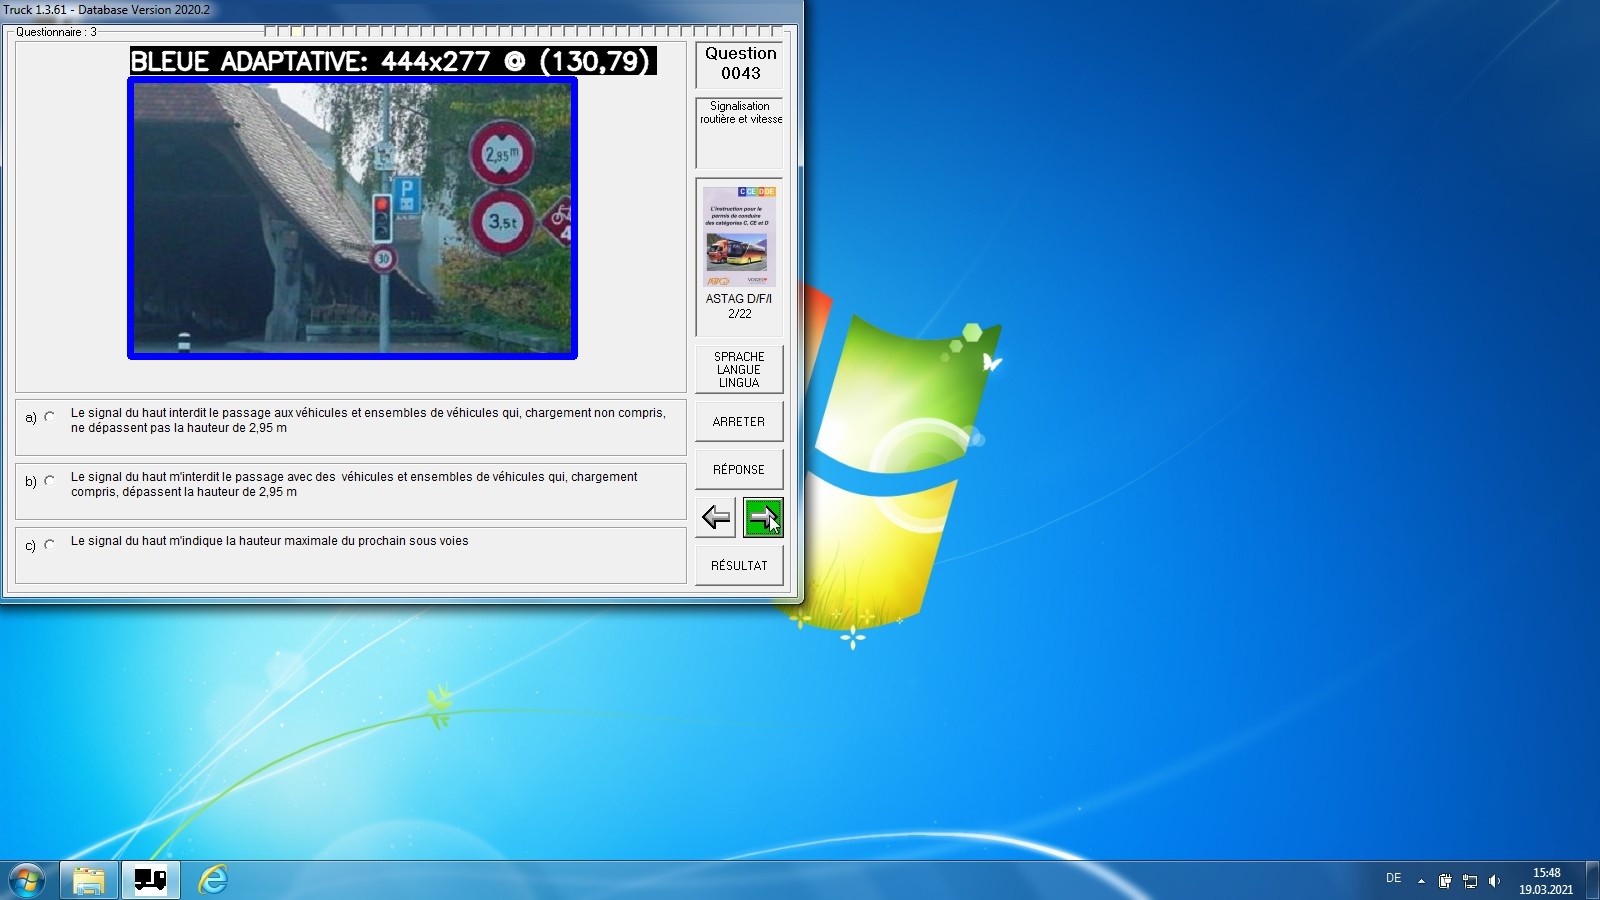 Truck 1.3.61 - Database Version 2020.2
Questionnaire : 3
BLEUE ADAPTATIVE: 444x277 @ (130,79)
2,95m
P
3,5t
30
Question
0043
Signalisation
routière et vitesse
C CE D DE
L'instruction pour le
permis de conduire
des catégories C, CE et D
ASTAG D/F/I
2/22
SPRACHE
LANGUE
LINGUA
ARRETER
RÉPONSE
RÉSULTAT
a) Le signal du haut interdit le passage aux véhicules et ensembles de véhicules qui, chargement non compris,
ne dépassent pas la hauteur de 2,95 m
b) Le signal du haut m'interdit le passage avec des  véhicules et ensembles de véhicules qui, chargement
compris, dépassent la hauteur de 2,95 m
c) Le signal du haut m'indique la hauteur maximale du prochain sous voies
DE
15:48
19.03.2021